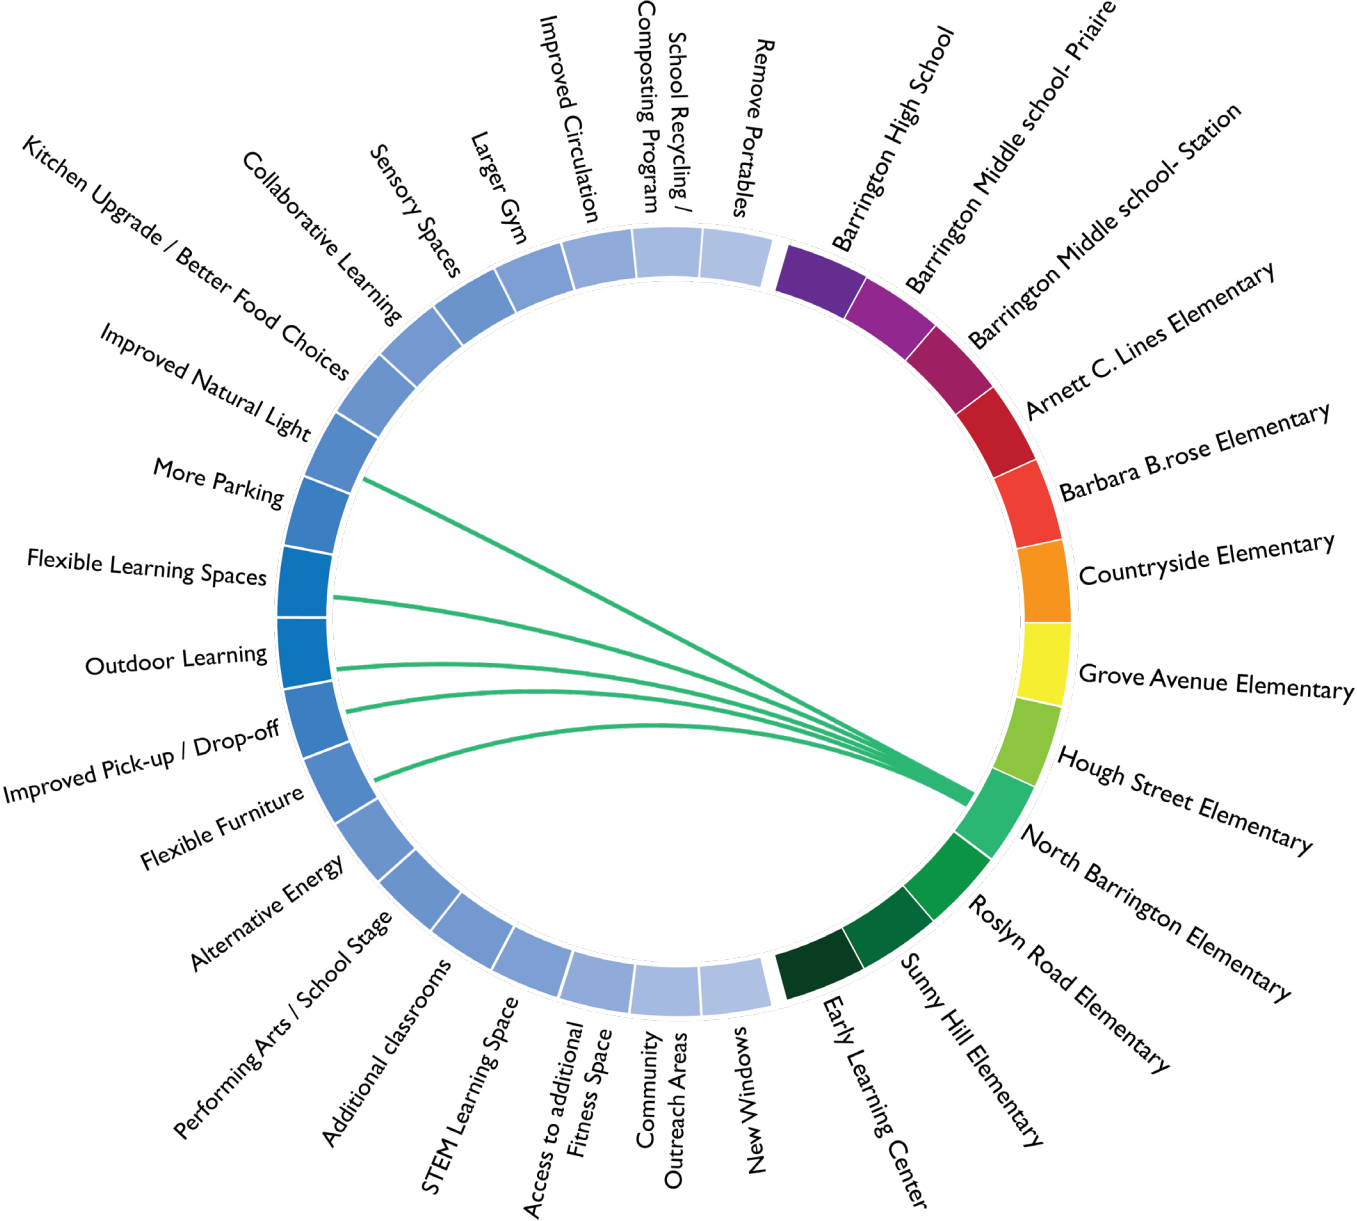 Remove Portables
Barrington High School
Barrington Middle school- Priaire
Barrington Middle school- Station
Arnett C. Lines Elementary
Barbara B.rose Elementary
Countryside Elementary
Grove Avenue Elementary
Hough Street Elementary
North Barrington Elementary
Roslyn Road Elementary
Sunny Hill Elementary
Early Learning Center
New Windows
Community
Outreach Areas
Access to additional
Fitness Space
STEM Learning Space
Additional classrooms
Performing Arts / School Stage
Alternative Energy
Flexible Furniture
Improved Pick-up / Drop-off
Outdoor Learning
Flexible Learning Spaces
More Parking
Improved Natural Light
Kitchen Upgrade / Better Food Choices
Collaborative Learning
Sensory Spaces
Larger Gym
Improved Circulation
School Recycling /
Composting Program